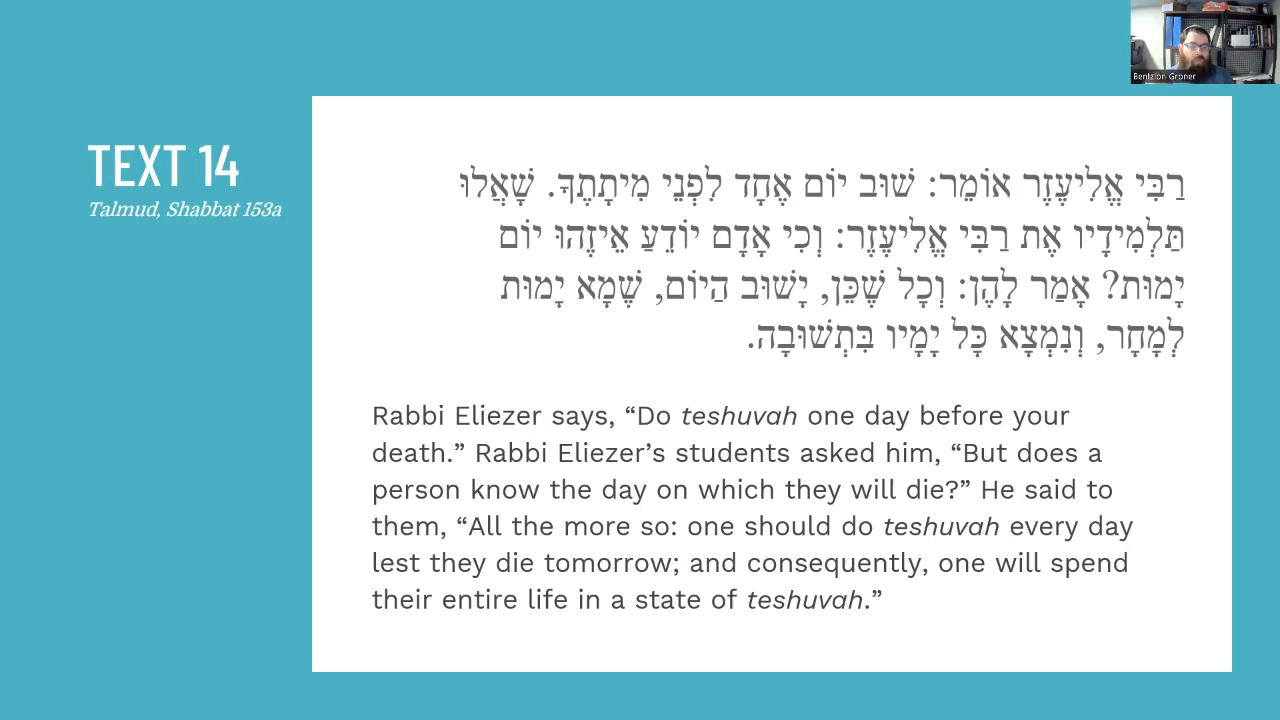 Bentzion Groner
TEXT 14
Talmud, Shabbat 153a
רַבִּי אֱלִיעֶזֶר אוֹמֵר: שׁוּב יוֹם אֶחָד לִפְנֵי מִיתָתֶךָ. שָׁאֲלוּ
תַּלְמִידָיו אֶת רַבִּי אֱלִיעֶזֶר: וְכִי אָדָם יוֹדֵעַ אֵיזֶהוּ יוֹם
יָמוּת? אָמַר לָהֶן: וְכָל שֶׁכֵּן, יָשׁוּב הַיוֹם, שֶׁמָא יָמוּת
לְמָחָר, וְנִמְצָא כָּל יָמָיו בִּתְשׁוּבָה.
Rabbi Eliezer says, “Do teshuvah one day before your
death.” Rabbi Eliezer’s students asked him, “But does a
person know the day on which they will die?” He said to
them, “All the more so: one should do teshuvah every day
lest they die tomorrow; and consequently, one will spend
their entire life in a state of teshuvah.”